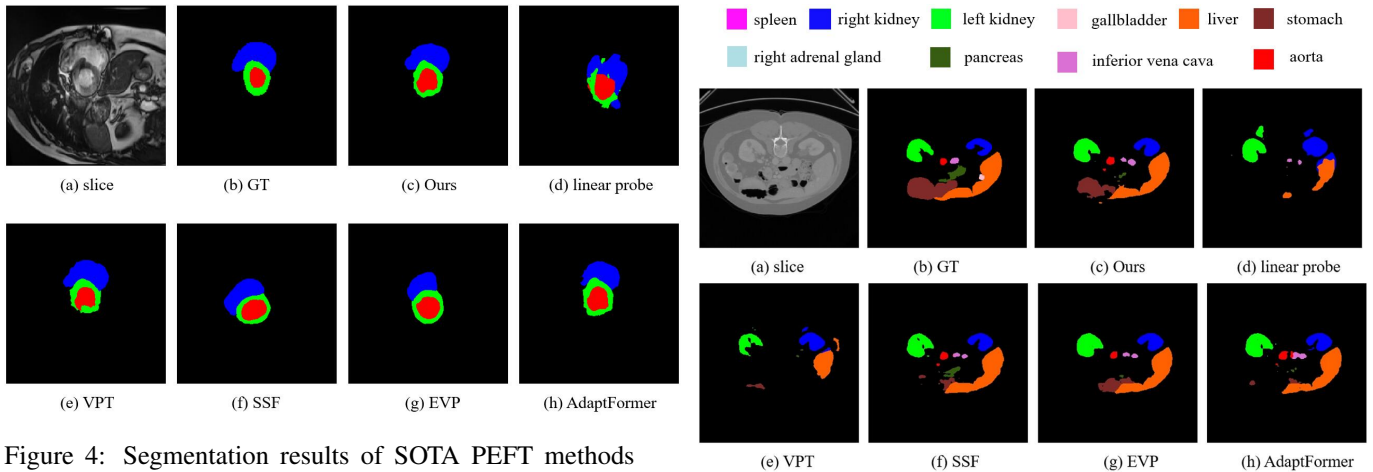 (a) slice
(b) GT
(c) Ours
(d) linear probe
(e) VPT
(f) SSF
(g) EVP
(h) AdaptFormer
Figure 4: Segmentation results of SOTA PEFT methods
spleen right kidney left kidney gallbladder liver stomach
right adrenal gland pancreas inferior vena cava aorta
(a) slice
(b) GT
(c) Ours
(d) linear probe
(e) VPT
(f) SSF
(g) EVP
(h) AdaptFormer